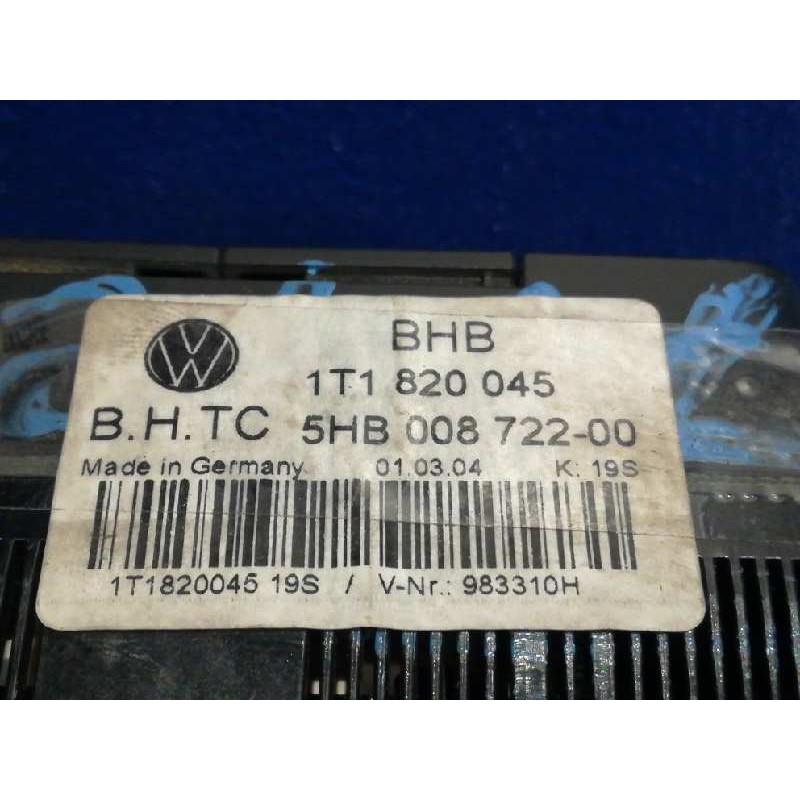 BHB
1T1 820 045
B.H.TC 5HB 008 722-00
Made in Germany 01.03.04 K: 19S
1T1820045 19S / V-Nr.: 983310H